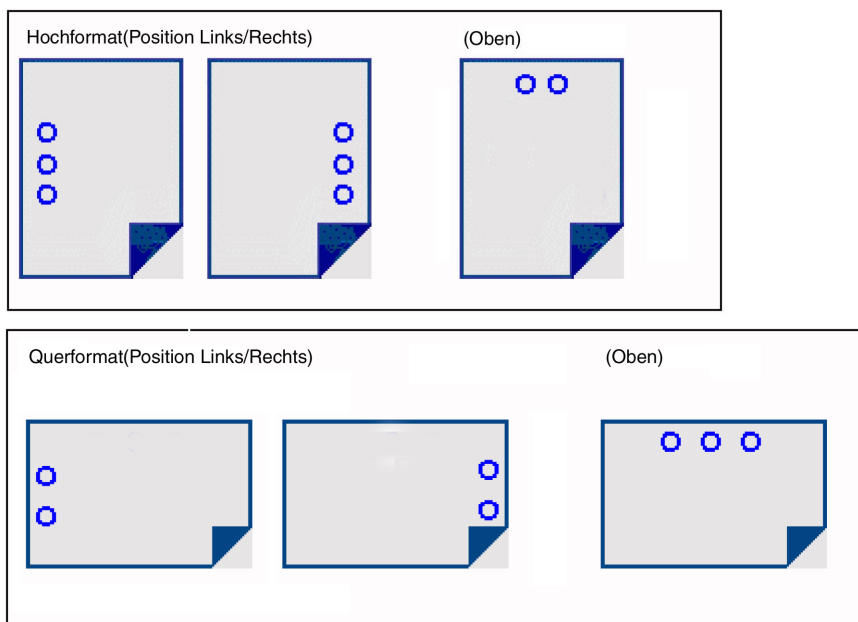 Hochformat(Position Links/Rechts)
(Oben)
Querformat(Position Links/Rechts)
(Oben)